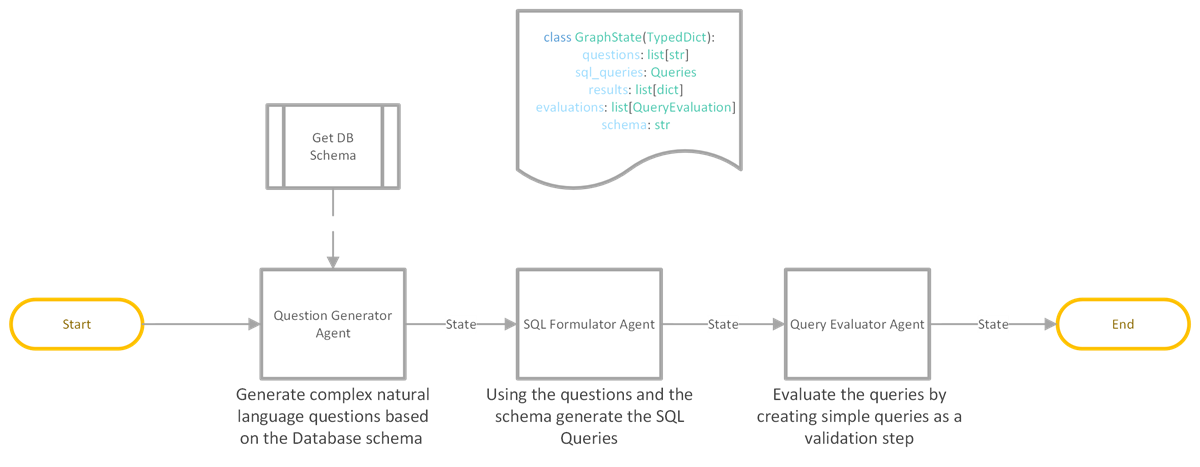 class GraphState(TypedDict):
questions: list[str]
sql_queries: Queries
results: list[dict]
evaluations: list[QueryEvaluation]
schema: str
Get DB
Schema
Start
Question Generator
Agent
State
SQL Formulator Agent
State
Query Evaluator Agent
State
End
Generate complex natural
language questions based
on the Database schema
Using the questions and the
schema generate the SQL
Queries
Evaluate the queries by
creating simple queries as a
validation step